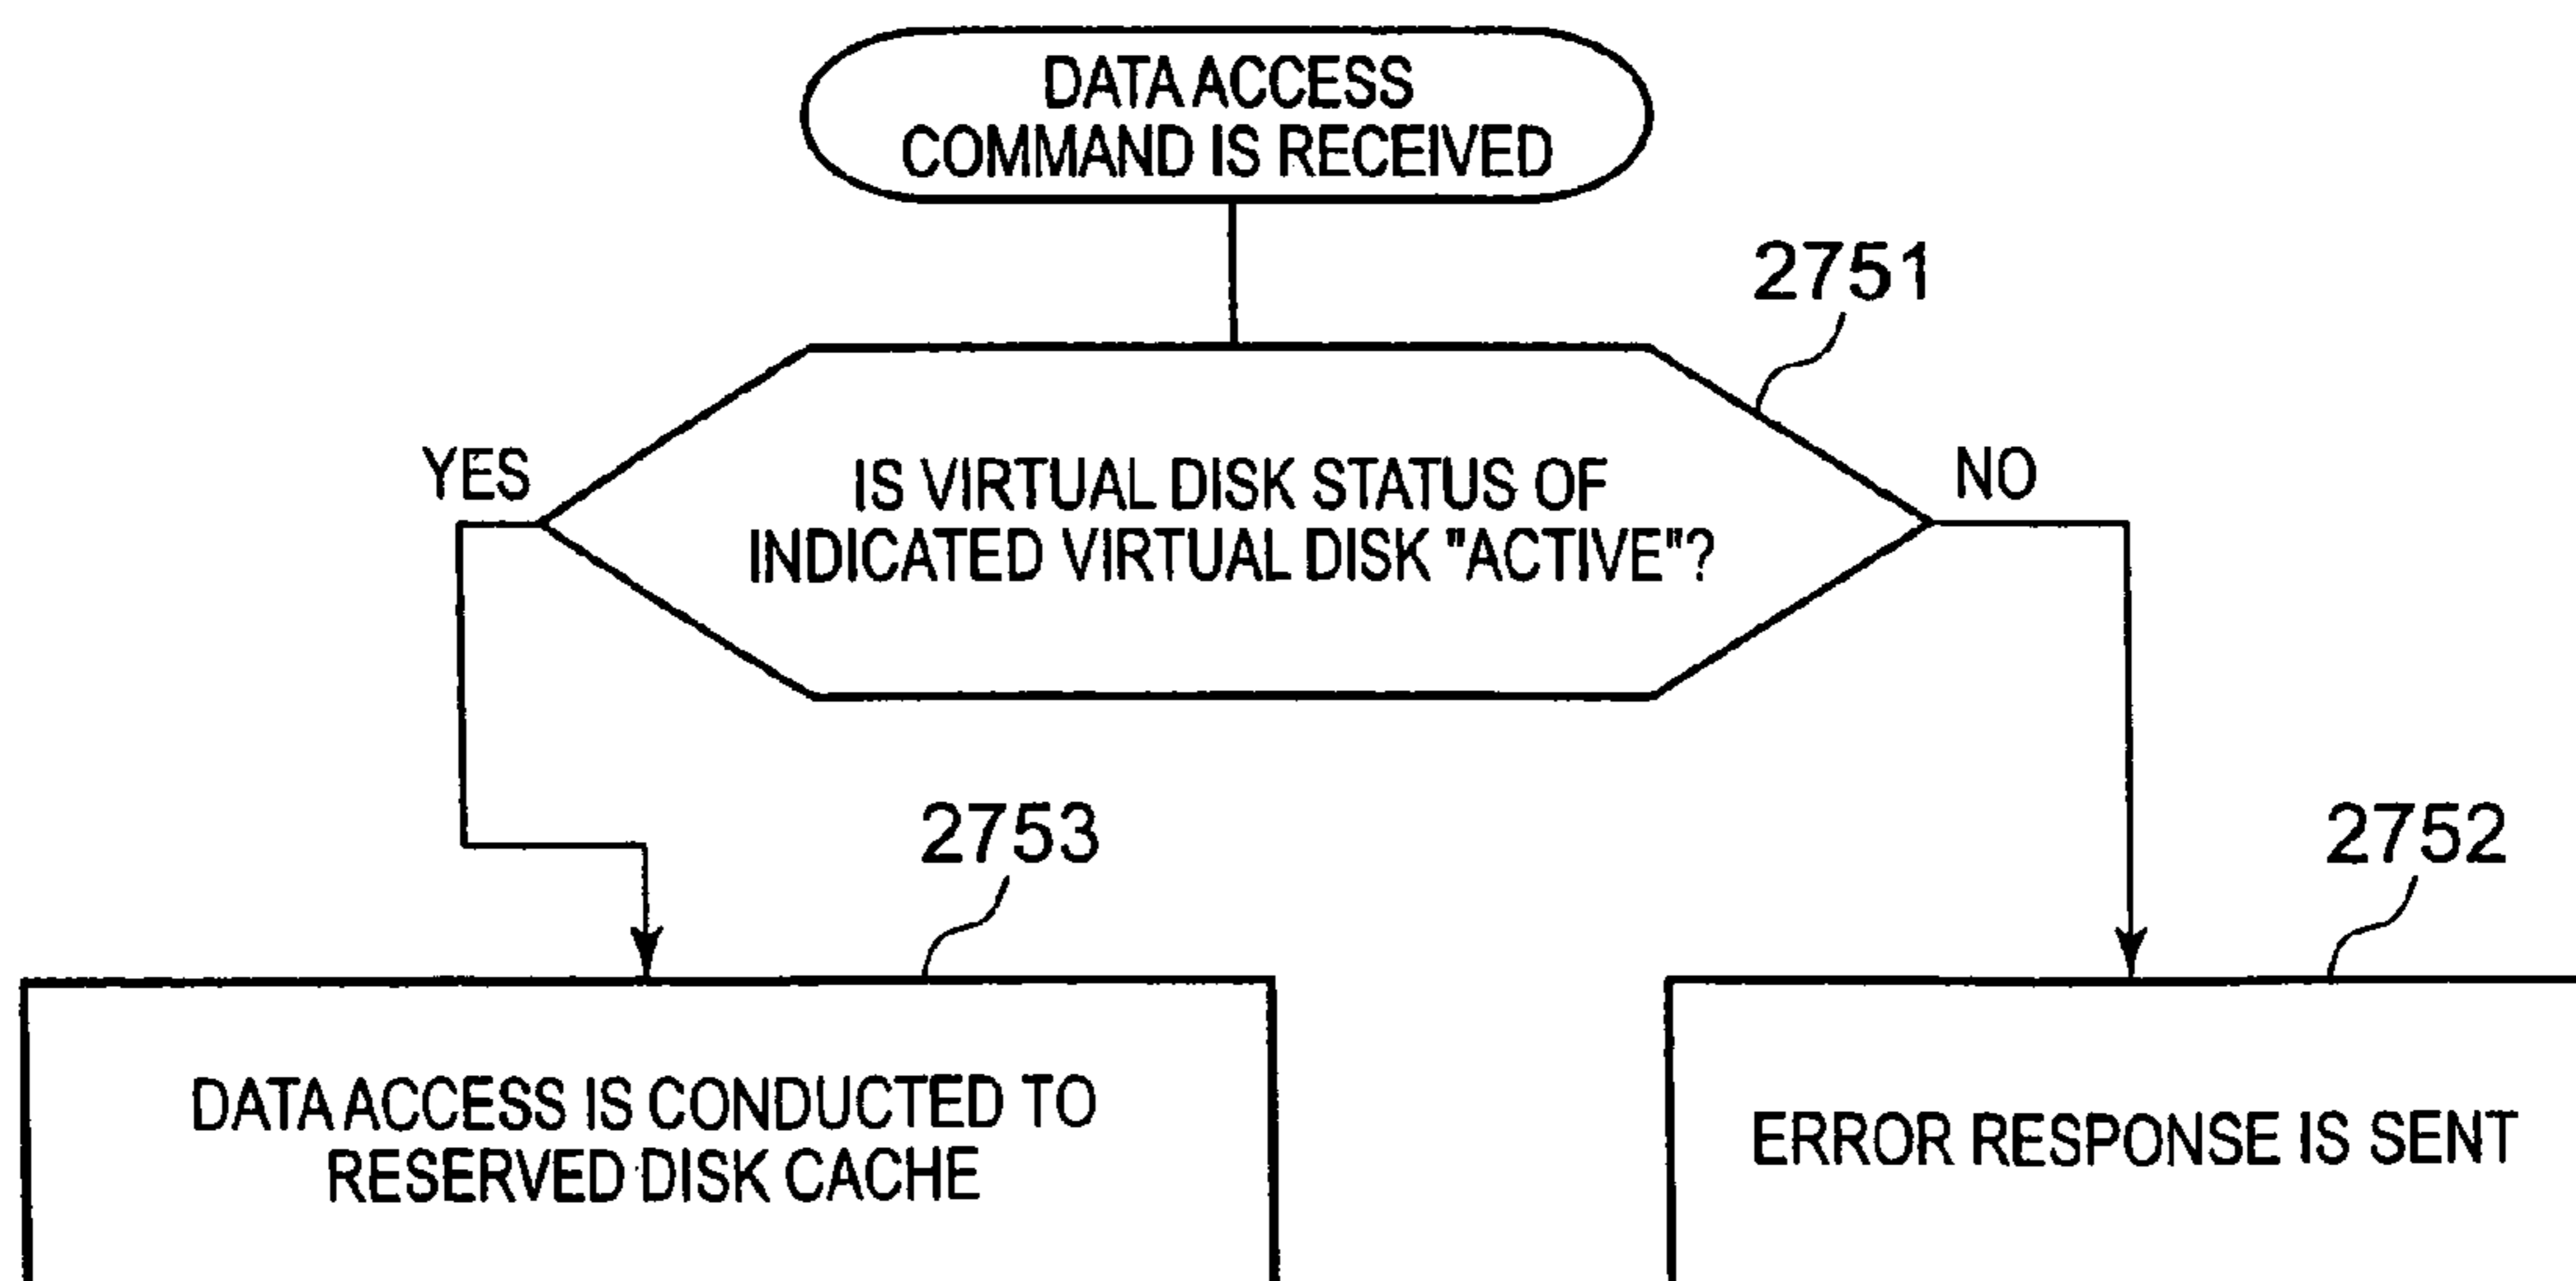 DATA ACCESS
COMMAND IS RECEIVED
2751
YES
IS VIRTUAL DISK STATUS OF
INDICATED VIRTUAL DISK "ACTIVE"?
NO
2753
2752
DATA ACCESS IS CONDUCTED TO
RESERVED DISK CACHE
ERROR RESPONSE IS SENT